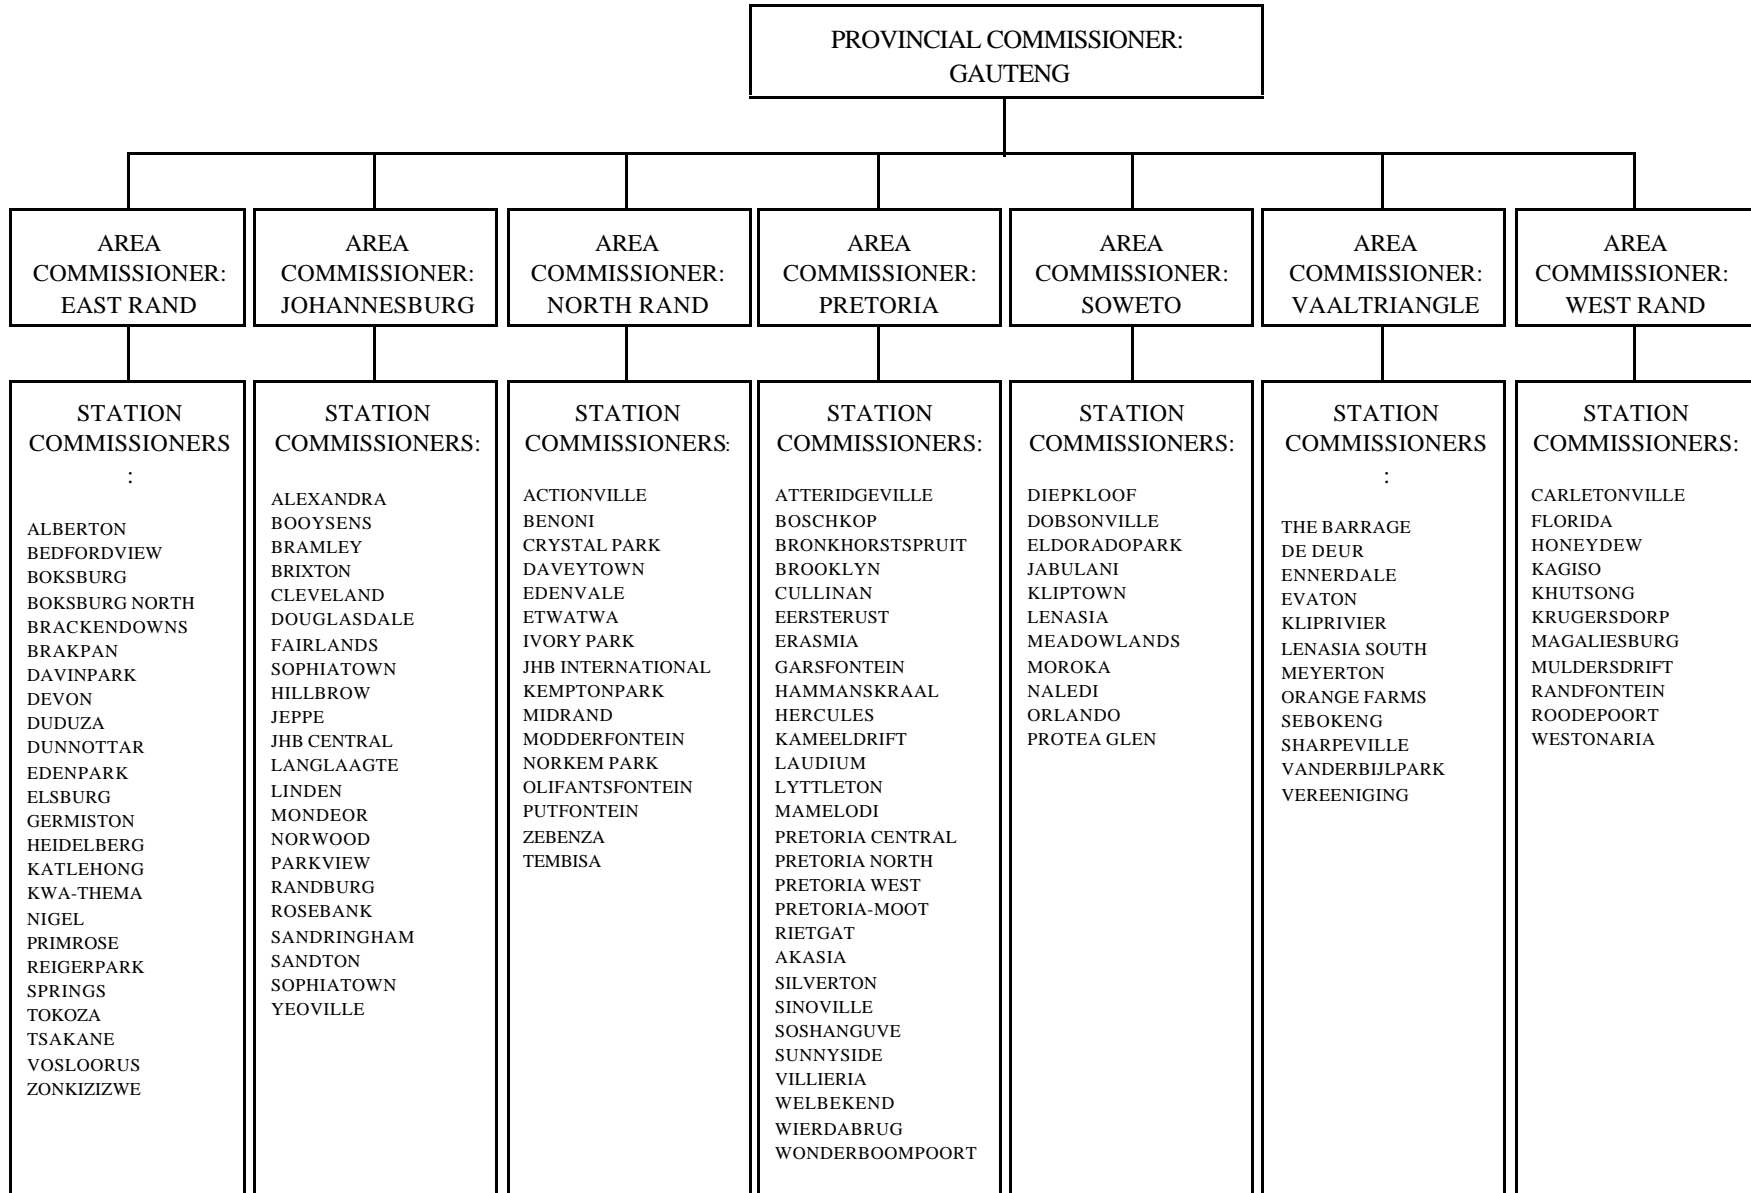 PROVINCIAL COMMISSIONER:
GAUTENG
AREA
COMMISSIONER:
EAST RAND
AREA
COMMISSIONER:
JOHANNESBURG
AREA
COMMISSIONER:
NORTH RAND
AREA
COMMISSIONER:
PRETORIA
AREA
COMMISSIONER:
SOWETO
AREA
COMMISSIONER:
VAALTRIANGLE
AREA
COMMISSIONER:
WEST RAND
STATION
COMMISSIONERS
:
ALBERTON
BEDFORDVIEW
BOKSBURG
BOKSBURG NORTH
BRACKENDOWNS
BRAKPAN
DAVINPARK
DEVON
DUDUZA
DUNNOTTAR
EDENPARK
ELSBURG
GERMISTON
HEIDELBERG
KATLEHONG
KWA-THEMA
NIGEL
PRIMROSE
REIGERPARK
SPRINGS
TOKOZA
TSAKANE
VOSLOORUS
ZONKIZIZWE
STATION
COMMISSIONERS:
ALEXANDRA
BOOYSENS
BRAMLEY
BRIXTON
CLEVELAND
DOUGLASDALE
FAIRLANDS
SOPHIATOWN
HILLBROW
JEPPE
JHB CENTRAL
LANGLAAGTE
LINDEN
MONDEOR
NORWOOD
PARKVIEW
RANDBURG
ROSEBANK
SANDRINGHAM
SANDTON
SOPHIATOWN
YEOVILLE
STATION
COMMISSIONERS:
ACTIONVILLE
BENONI
CRYSTAL PARK
DAVEYTOWN
EDENVALE
ETWATWA
IVORY PARK
JHB INTERNATIONAL
KEMPTONPARK
MIDRAND
MODDERFONTEIN
NORKEM PARK
OLIFANTSFONTEIN
PUTFONTEIN
ZEBENZA
TEMBISA
STATION
COMMISSIONERS:
ATTERIDGEVILLE
BOSCHKOP
BRONKHORSTSPRUIT
BROOKLYN
CULLINAN
EERSTERUST
ERASMIA
GARSFONTEIN
HAMMANSKRAAL
HERCULES
KAMEELDRIFT
LAUDIUM
LYTTLETON
MAMELODI
PRETORIA CENTRAL
PRETORIA NORTH
PRETORIA WEST
PRETORIA-MOOT
RIETGAT
AKASIA
SILVERTON
SINOVILLE
SOSHANGUVE
SUNNYSIDE
VILLIERIA
WELBEKEND
WIERDABRUG
WONDERBOOMPOORT
STATION
COMMISSIONERS:
DIEPKLOOF
DOBSONVILLE
ELDORADOPARK
JABULANI
KLIPTOWN
LENASIA
MEADOWLANDS
MOROKA
NALEDI
ORLANDO
PROTEA GLEN
STATION
COMMISSIONERS
:
THE BARRAGE
DE DEUR
ENNERDALE
EVATON
KLIPRIVIER
LENASIA SOUTH
MEYERTON
ORANGE FARMS
SEBOKENG
SHARPEVILLE
VANDERBIJLPARK
VEREENIGING
STATION
COMMISSIONERS:
CARLETONVILLE
FLORIDA
HONEYDEW
KAGISO
KHUTSONG
KRUGERSDORP
MAGALIESBURG
MULDERSDRIFT
RANDFONTEIN
ROODEPOORT
WESTONARIA